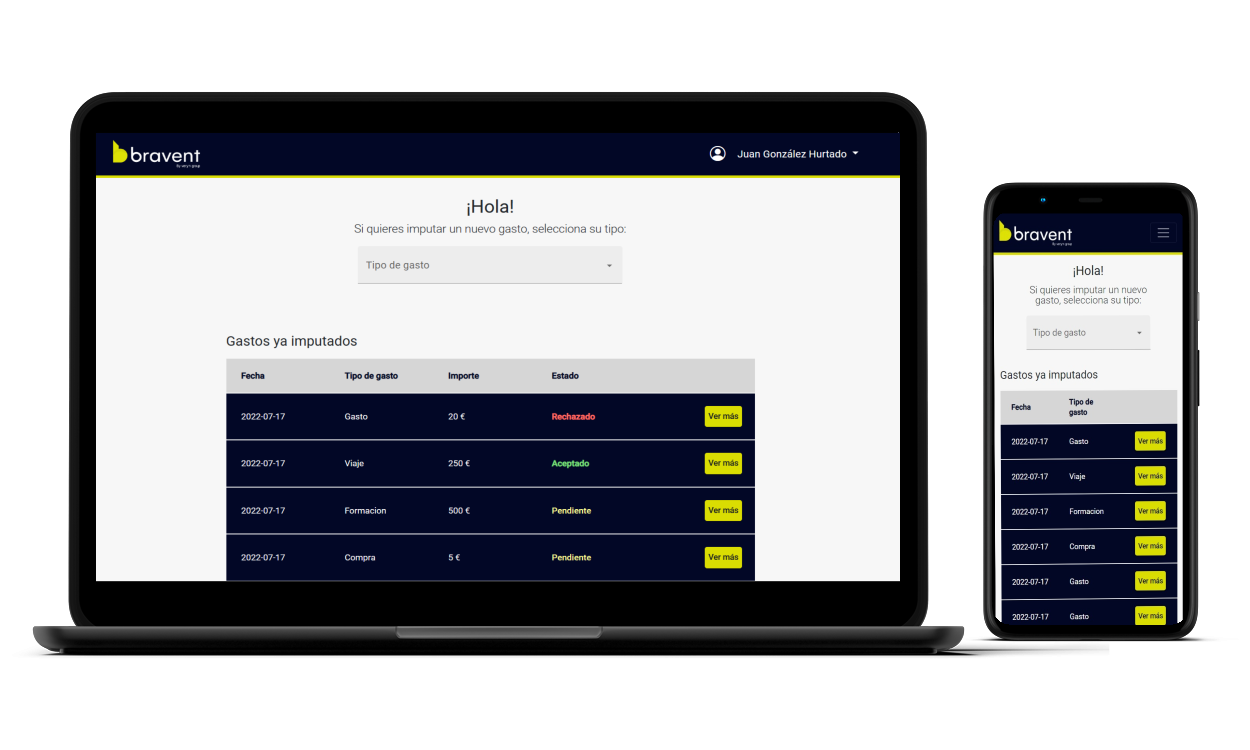 bravent
Juan González Hurtado
¡Hola!
Si quieres imputar un nuevo gasto, selecciona su tipo:
Tipo de gasto
Gastos ya imputados
Fecha Tipo de gasto Importe Estado
2022-07-17 Gasto 20 € Rechazado Ver más
2022-07-17 Viaje 250 € Aceptado Ver más
2022-07-17 Formacion 500 € Pendiente Ver más
2022-07-17 Compra 5 € Pendiente Ver más
bravent
¡Hola!
Si quieres imputar un nuevo
gasto, selecciona su tipo:
Tipo de gasto
Gastos ya imputados
Fecha Tipo de
gasto
2022-07-17 Gasto Ver más
2022-07-17 Viaje Ver más
2022-07-17 Formacion Ver más
2022-07-17 Compra Ver más
2022-07-17 Gasto Ver más
2022-07-17 Gasto Ver más